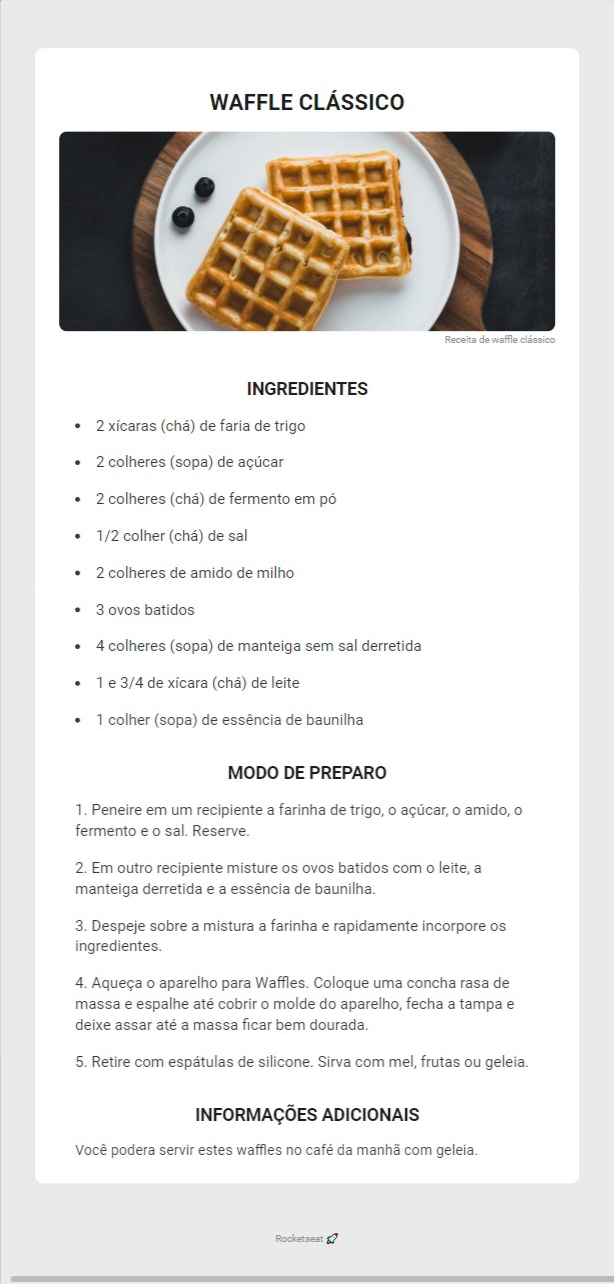 WAFFLE CLÁSSICO
Receita de waffle clássico
INGREDIENTES
• 2 xícaras (chá) de faria de trigo
• 2 colheres (sopa) de açúcar
• 2 colheres (chá) de fermento em pó
• 1/2 colher (chá) de sal
• 2 colheres de amido de milho
• 3 ovos batidos
• 4 colheres (sopa) de manteiga sem sal derretida
• 1 e 3/4 de xícara (chá) de leite
• 1 colher (sopa) de essência de baunilha
MODO DE PREPARO
1. Peneire em um recipiente a farinha de trigo, o açúcar, o amido, o
fermento e o sal. Reserve.
2. Em outro recipiente misture os ovos batidos com o leite, a
manteiga derretida e a essência de baunilha.
3. Despeje sobre a mistura a farinha e rapidamente incorpore os
ingredientes.
4. Aqueça o aparelho para Waffles. Coloque uma concha rasa de
massa e espalhe até cobrir o molde do aparelho, fecha a tampa e
deixe assar até a massa ficar bem dourada.
5. Retire com espátulas de silicone. Sirva com mel, frutas ou geleia.
INFORMAÇÕES ADICIONAIS
Você podera servir estes waffles no café da manhã com geleia.
Rocketseat 🚀